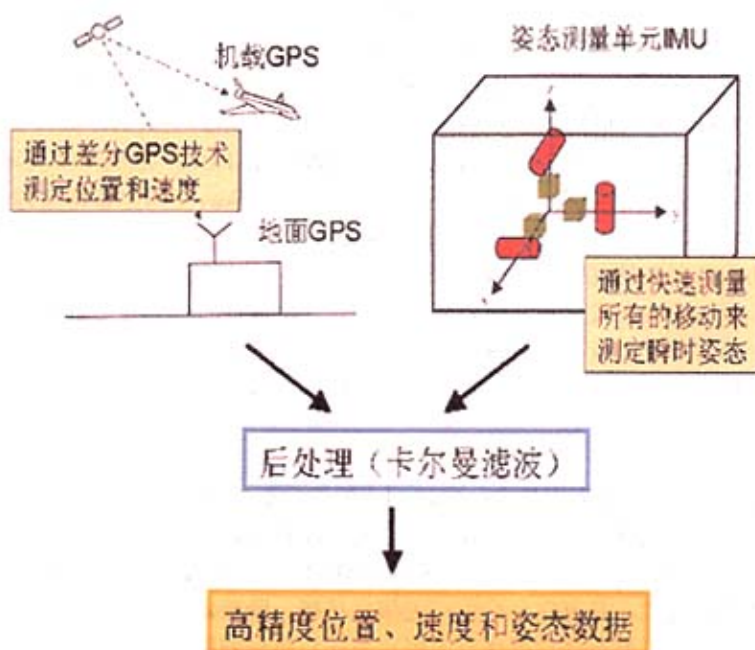 机载GPS
通过差分GPS技术
测定位置和速度
地面GPS
姿态测量单元IMU
通过快速测量
所有的移动来
测定瞬时姿态
后处理（卡尔曼滤波）
高精度位置、速度和姿态数据